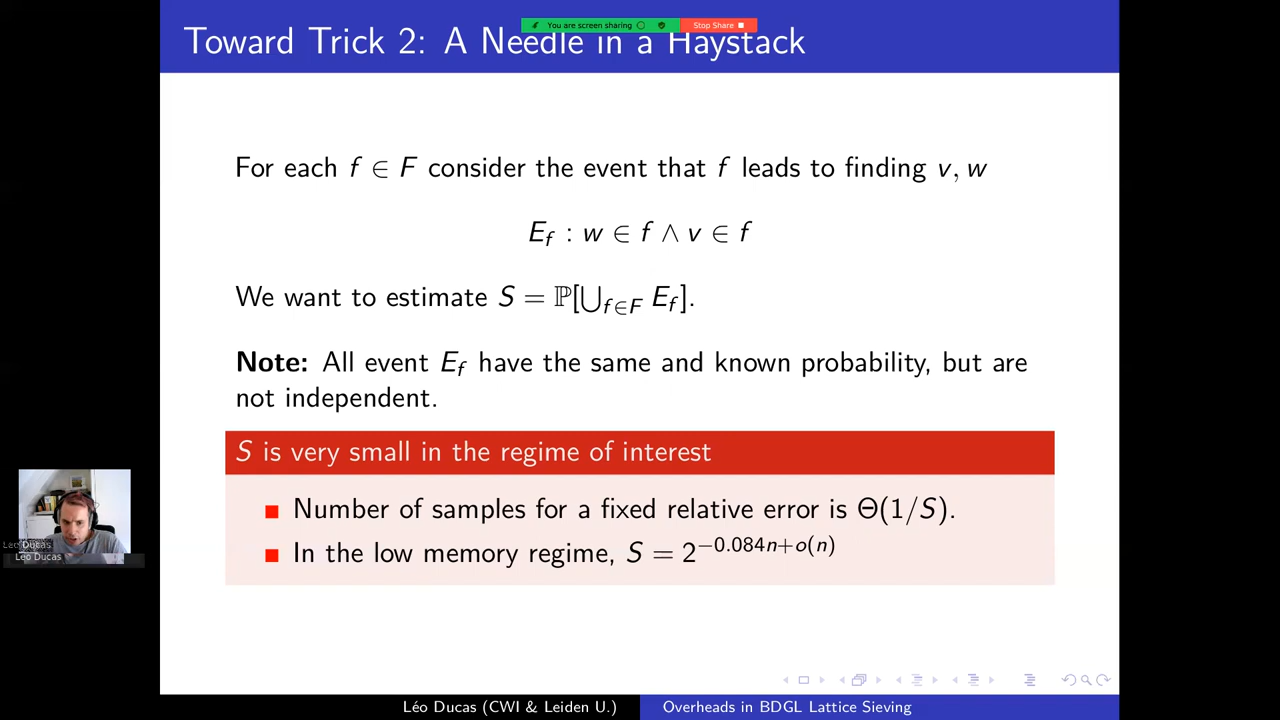 You are screen sharing Stop Share
Toward Trick 2: A Needle in a Haystack
For each f ∈ F consider the event that f leads to finding v, w
E_f : w ∈ f ∧ v ∈ f
We want to estimate S = ℙ[⋃_{f∈F} E_f].
Note: All event E_f have the same and known probability, but are
not independent.
S is very small in the regime of interest
Number of samples for a fixed relative error is Θ(1/S).
In the low memory regime, S = 2^{−0.084n+o(n)}
Léo Ducas
Léo Ducas (CWI & Leiden U.) Overheads in BDGL Lattice Sieving